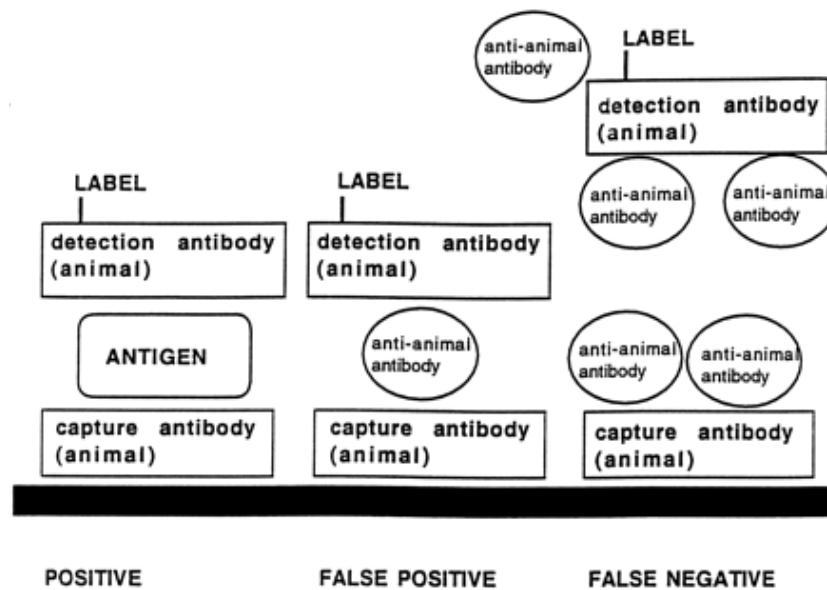 LABEL
detection antibody
(animal)
ANTIGEN
capture antibody
(animal)
POSITIVE
LABEL
detection antibody
(animal)
anti-animal
antibody
capture antibody
(animal)
FALSE POSITIVE
anti-animal
antibody
LABEL
detection antibody
(animal)
anti-animal
antibody
anti-animal
antibody
anti-animal
antibody
anti-animal
antibody
capture antibody
(animal)
FALSE NEGATIVE